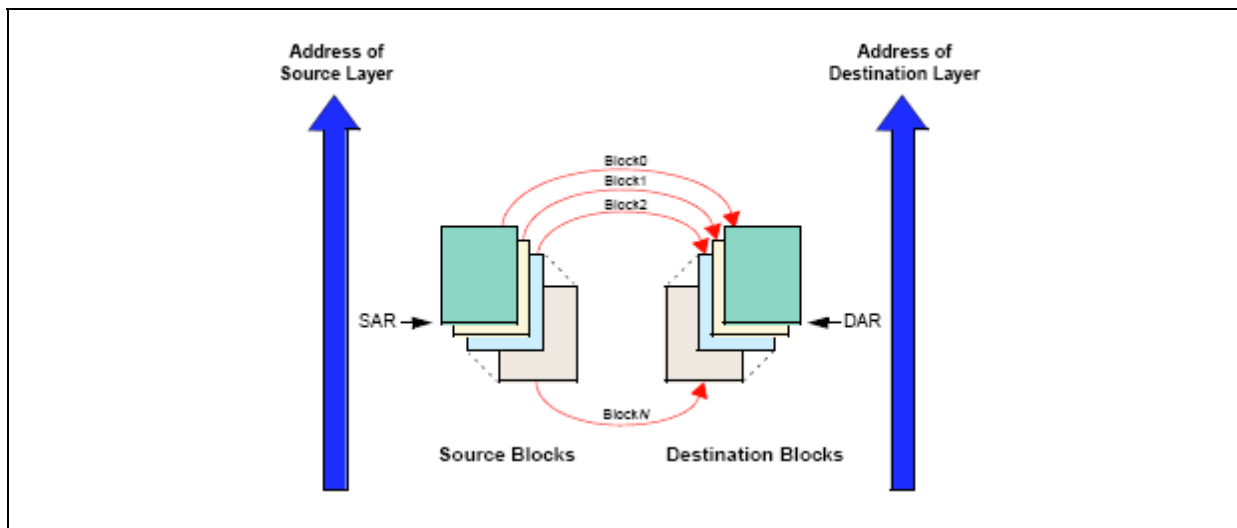 Address of
Source Layer
Address of
Destination Layer
Block0
Block1
Block2
SAR
DAR
BlockN
Source Blocks
Destination Blocks